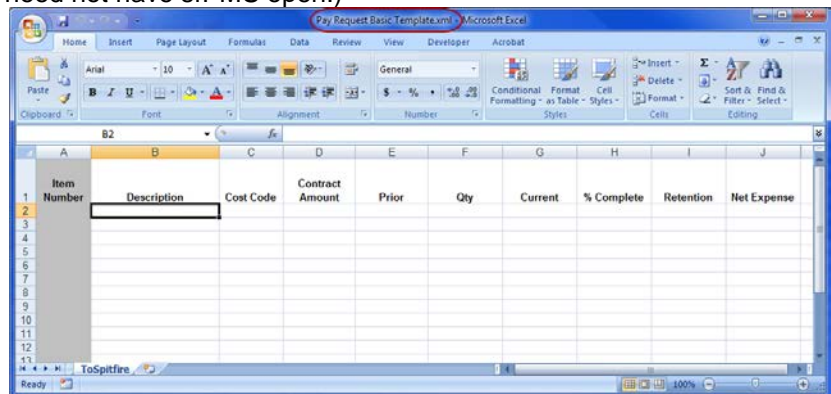 need not have sfPMS open.)
Pay Request Basic Template.xml - Microsoft Excel
Home Insert Page Layout Formulas Data Review View Developer Acrobat
Paste
Arial 10 A A
General
Conditional Formatting Format as Table Cell Styles
Insert
Delete
Format
Sort & Filter Find & Select
B I U
$ % ,
Clipboard Font Alignment Number Styles Cells Editing
B2 fx
A B C D E F G H I J
1 Item Number Description Cost Code Contract Amount Prior Qty Current % Complete Retention Net Expense
2
3
4
5
6
7
8
9
10
11
12
13
ToSpitfire
Ready 100%